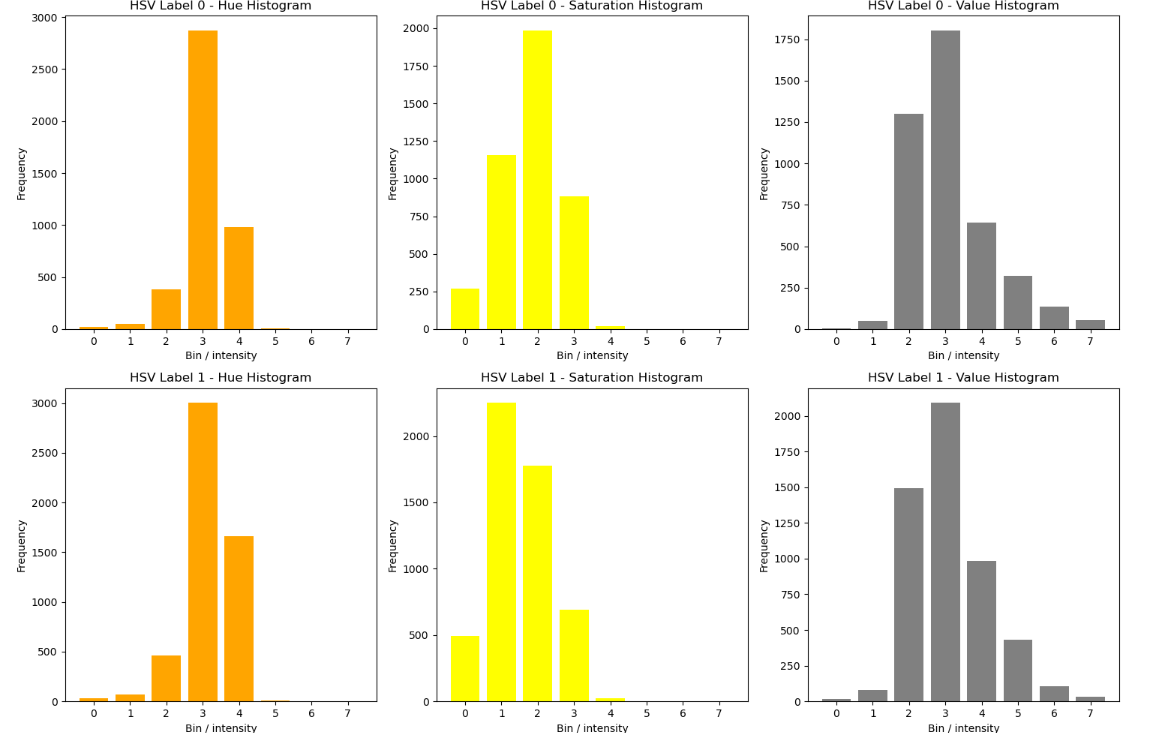 HSV Label 0 - Hue Histogram
3000
2500
2000
1500
1000
500
0
Frequency
0 1 2 3 4 5 6 7
Bin / intensity
HSV Label 0 - Saturation Histogram
2000
1750
1500
1250
1000
750
500
250
0
Frequency
0 1 2 3 4 5 6 7
Bin / intensity
HSV Label 0 - Value Histogram
1750
1500
1250
1000
750
500
250
0
Frequency
0 1 2 3 4 5 6 7
Bin / intensity
HSV Label 1 - Hue Histogram
3000
2500
2000
1500
1000
500
0
Frequency
0 1 2 3 4 5 6 7
Bin / intensity
HSV Label 1 - Saturation Histogram
2000
1500
1000
500
0
Frequency
0 1 2 3 4 5 6 7
Bin / intensity
HSV Label 1 - Value Histogram
2000
1750
1500
1250
1000
750
500
250
0
Frequency
0 1 2 3 4 5 6 7
Bin / intensity